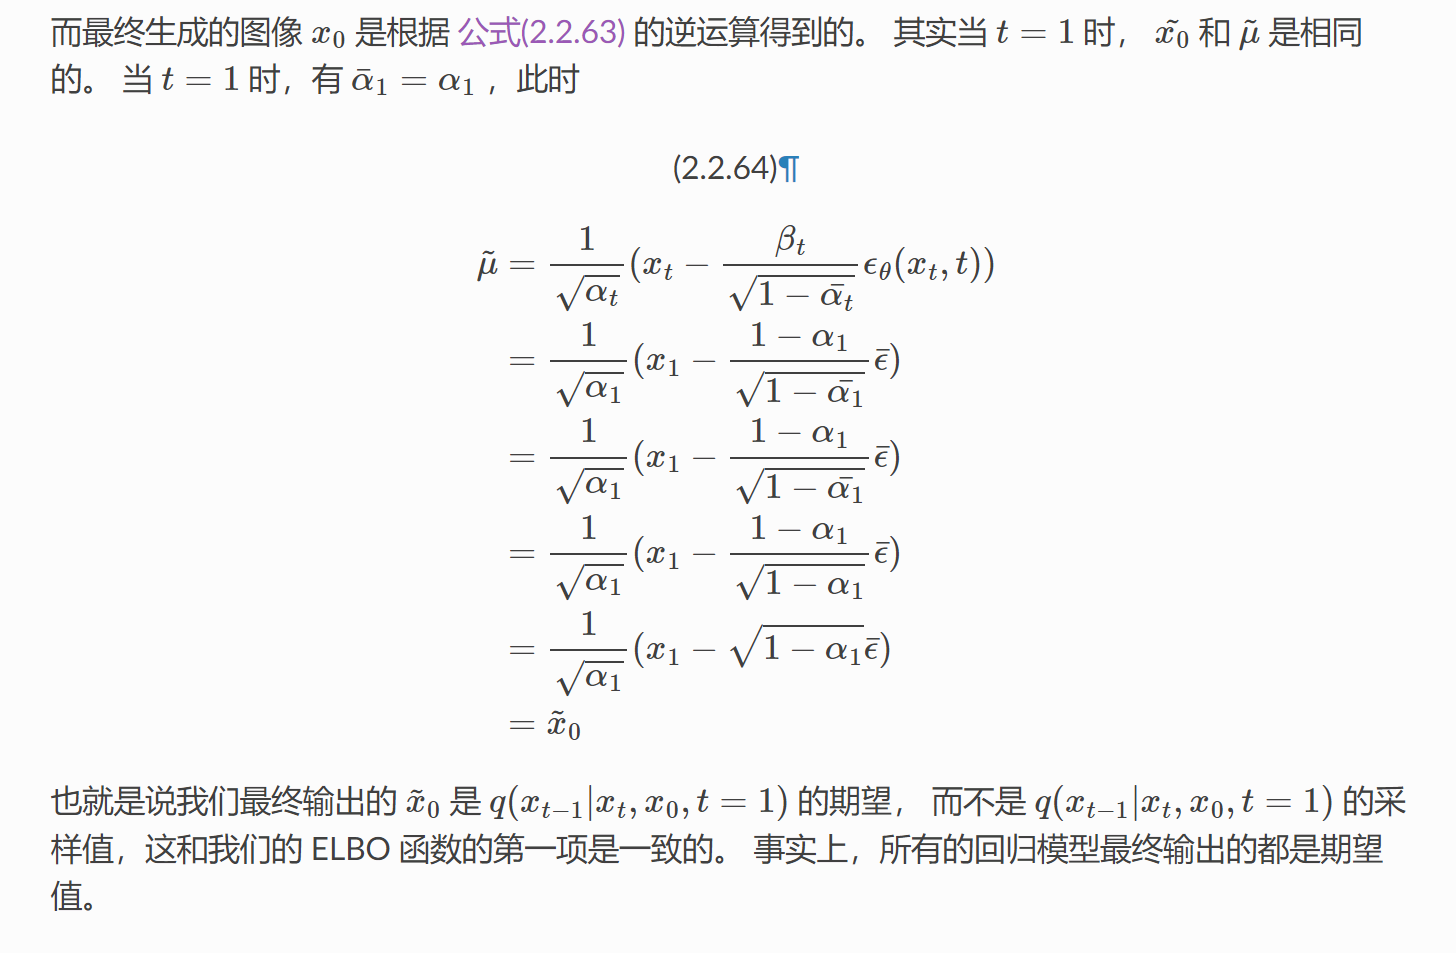 而最终生成的图像 $x_0$ 是根据 公式(2.2.63) 的逆运算得到的。 其实当 $t = 1$ 时， $\tilde{x_0}$ 和 $\tilde{\mu}$ 是相同
的。 当 $t = 1$ 时，有 $\bar{\alpha}_1 = \alpha_1$ ，此时
(2.2.64)¶
$\tilde{\mu} = \frac{1}{\sqrt{\alpha_t}}(x_t - \frac{\beta_t}{\sqrt{1 - \bar{\alpha_t}}}\epsilon_\theta(x_t, t))$
$= \frac{1}{\sqrt{\alpha_1}}(x_1 - \frac{1 - \alpha_1}{\sqrt{1 - \bar{\alpha_1}}}\bar{\epsilon})$
$= \frac{1}{\sqrt{\alpha_1}}(x_1 - \frac{1 - \alpha_1}{\sqrt{1 - \bar{\alpha_1}}}\bar{\epsilon})$
$= \frac{1}{\sqrt{\alpha_1}}(x_1 - \frac{1 - \alpha_1}{\sqrt{1 - \alpha_1}}\bar{\epsilon})$
$= \frac{1}{\sqrt{\alpha_1}}(x_1 - \sqrt{1 - \alpha_1}\bar{\epsilon})$
$= \tilde{x}_0$
也就是说我们最终输出的 $\tilde{x}_0$ 是 $q(x_{t-1}|x_t, x_0, t = 1)$ 的期望， 而不是 $q(x_{t-1}|x_t, x_0, t = 1)$ 的采
样值，这和我们的 ELBO 函数的第一项是一致的。 事实上，所有的回归模型最终输出的都是期望
值。